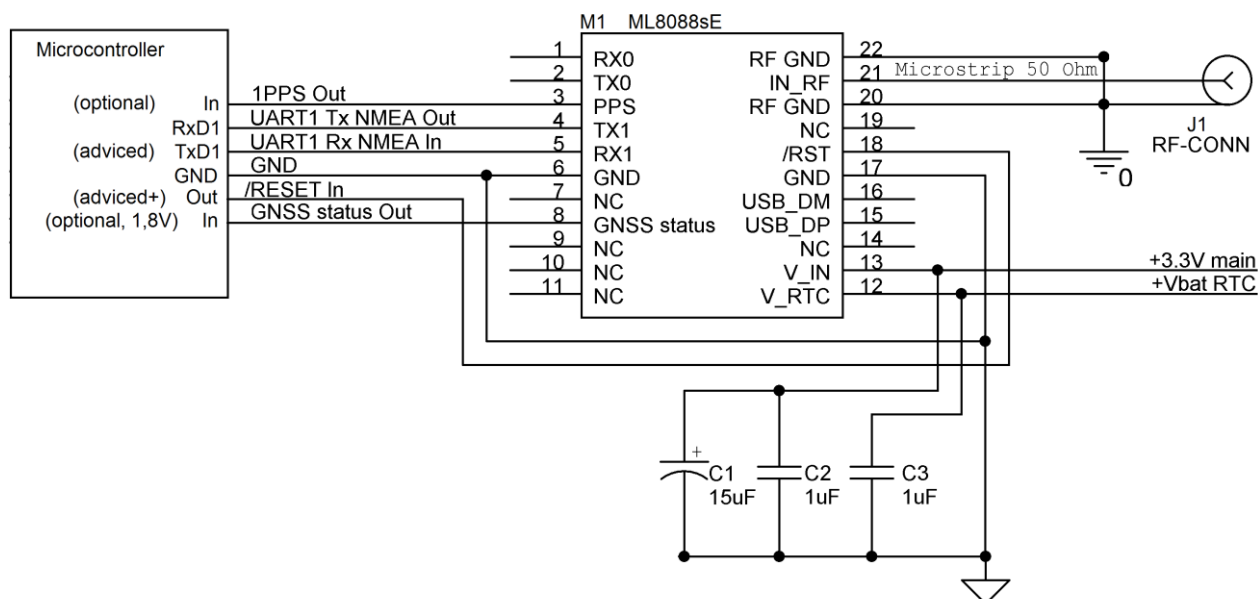 M1 ML8088sE
Microcontroller
(optional) In
RxD1
(adviced) TxD1
GND
(adviced+) Out
(optional, 1,8V) In
1PPS Out
UART1 Tx NMEA Out
UART1 Rx NMEA In
GND
/RESET In
GNSS status Out
1 RX0
2 TX0
3 PPS
4 TX1
5 RX1
6 GND
7 NC
8 GNSS status
9 NC
10 NC
11 NC
RF GND 22
IN_RF 21
RF GND 20
NC 19
/RST 18
GND 17
USB_DM 16
USB_DP 15
NC 14
V_IN 13
V_RTC 12
Microstrip 50 Ohm
J1
RF-CONN
0
+3.3V main
+Vbat RTC
+
C1
15uF
C2
1uF
C3
1uF